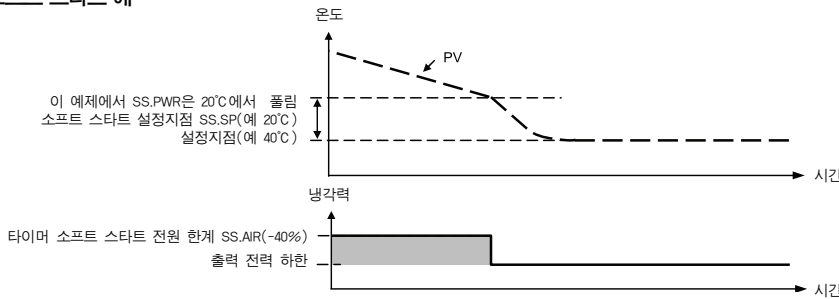 온도
PV
이 예제에서 SS.PWR은 20°C에서 풀림
소프트 스타트 설정지점 SS.SP(예 20°C)
설정지점(예 40°C)
시간
냉각력
타이머 소프트 스타트 전원 한계 SS.AIR(-40%)
출력 전력 하한
시간